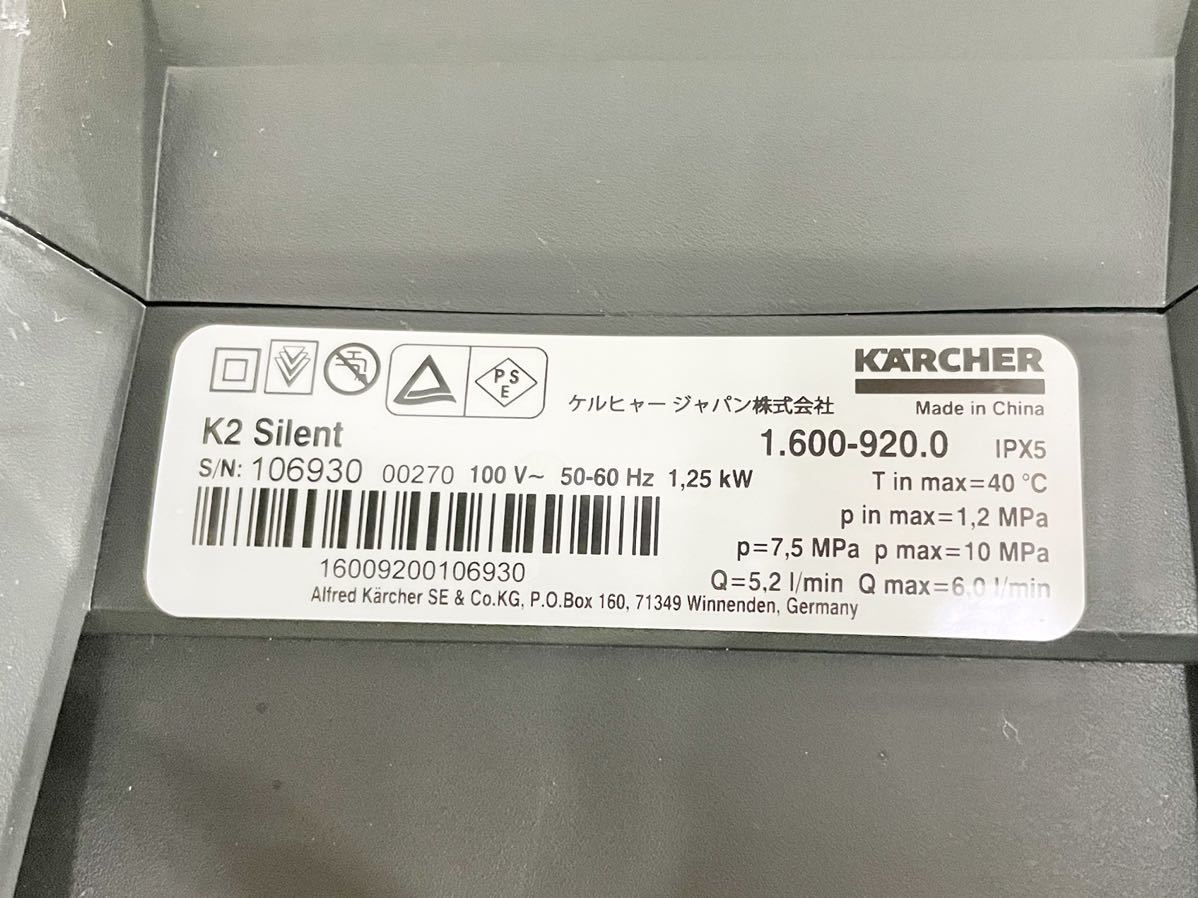 KÄRCHER
P S
E
ケルヒャー ジャパン株式会社
Made in China
K2 Silent
1.600-920.0 IPX5
S/N: 106930 00270 100 V~ 50-60 Hz 1,25 kW
T in max=40 °C
p in max=1,2 MPa
p=7,5 MPa p max=10 MPa
16009200106930
Q=5,2 l/min Q max=6,0 l/min
Alfred Kärcher SE & Co.KG, P.O.Box 160, 71349 Winnenden, Germany